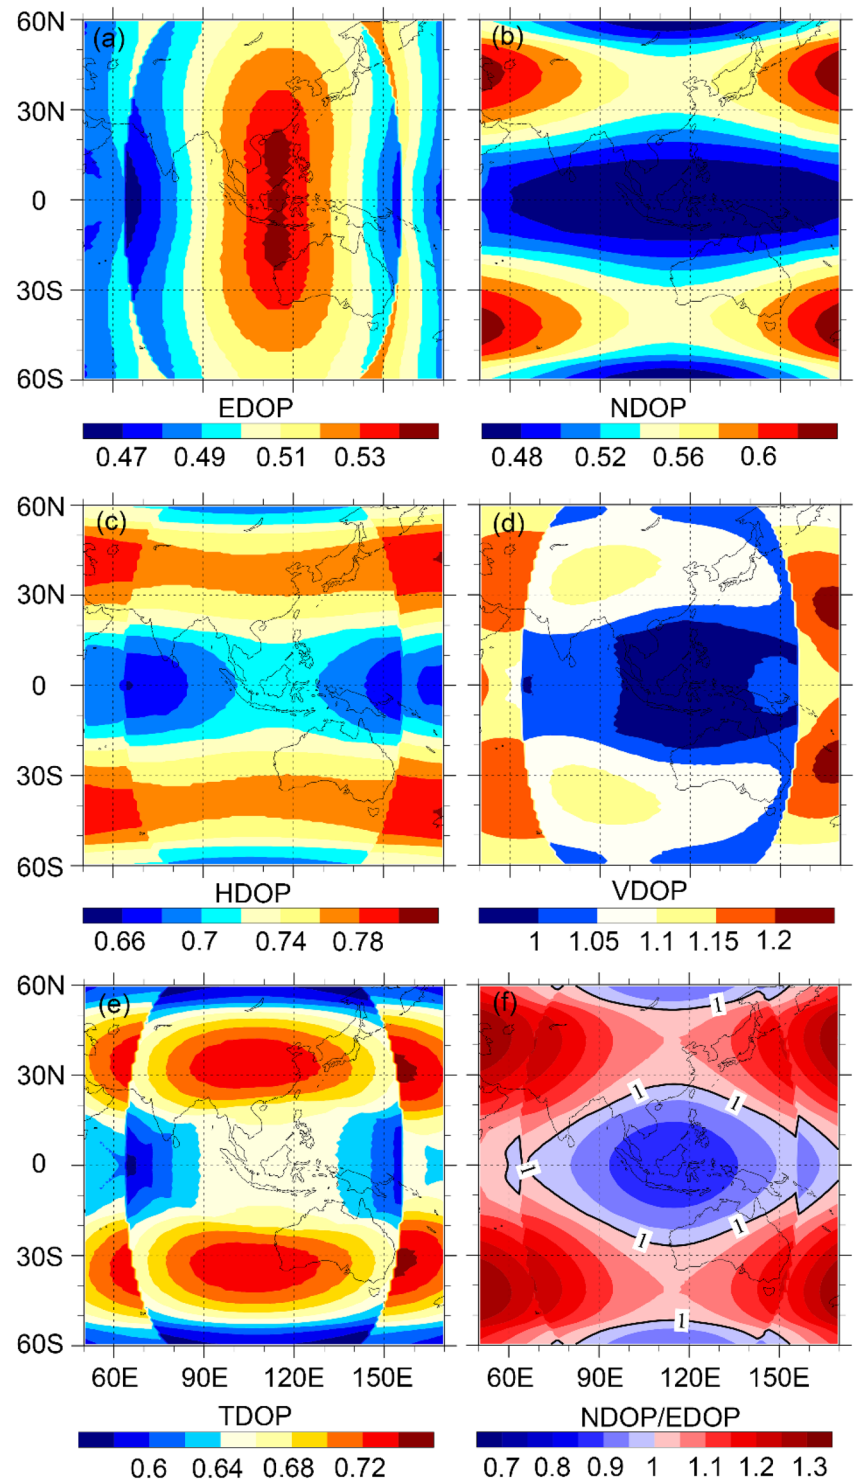 60N (a) (b)
30N
0
30S
60S
EDOP NDOP
0.47 0.49 0.51 0.53 0.48 0.52 0.56 0.6
60N (c) (d)
30N
0
30S
60S
HDOP VDOP
0.66 0.7 0.74 0.78 1 1.05 1.1 1.15 1.2
60N (e) (f)
1
30N
1 1
0
1 1
30S
1 1
1
60S
60E 90E 120E 150E 60E 90E 120E 150E
TDOP NDOP/EDOP
0.6 0.64 0.68 0.72 0.7 0.8 0.9 1 1.1 1.2 1.3